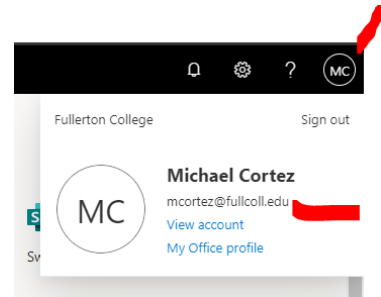 ?
MC
Fullerton College
Sign out
MC
Michael Cortez
mcortez@fullcoll.edu
View account
My Office profile
S
Sw